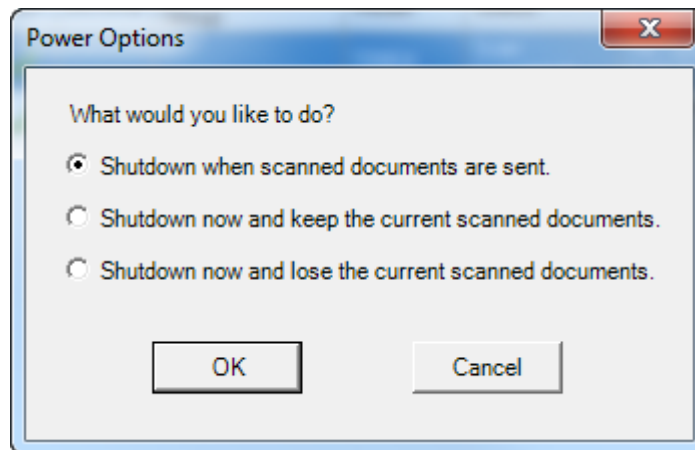 Power Options
What would you like to do?
Shutdown when scanned documents are sent.
Shutdown now and keep the current scanned documents.
Shutdown now and lose the current scanned documents.
OK Cancel